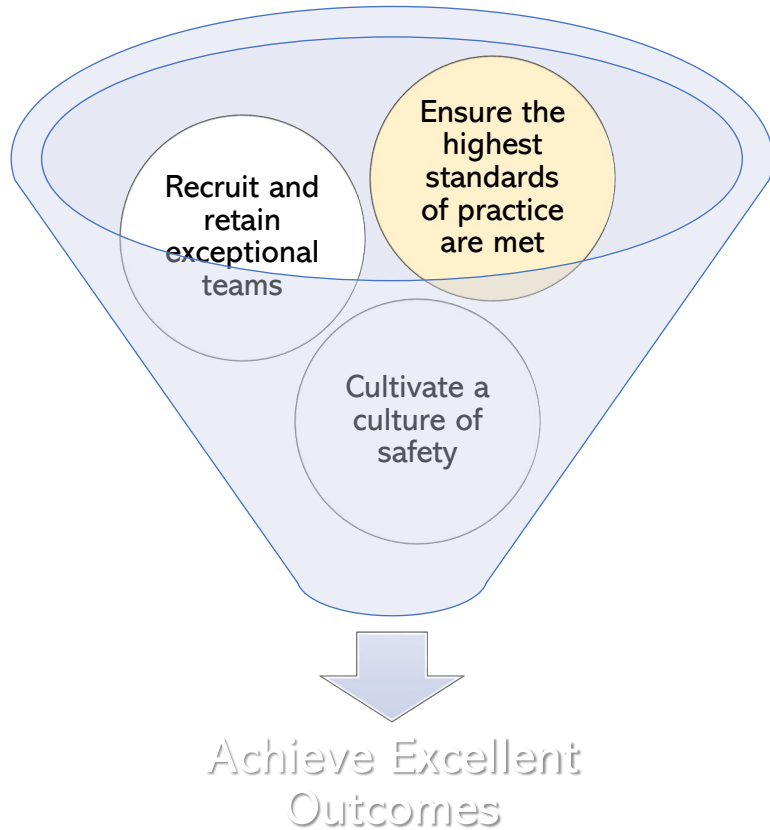 Ensure the
highest
standards
of practice
are met
Recruit and
retain
exceptional
teams
Cultivate a
culture of
safety
Achieve Excellent
Outcomes